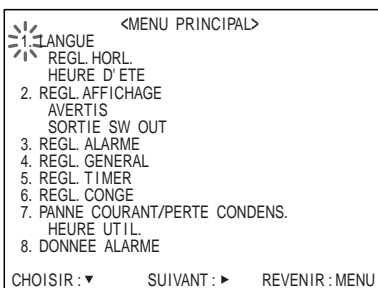 <MENU PRINCIPAL>
1. LANGUE
REGL. HORL.
HEURE D'ETE
2. REGL. AFFICHAGE
AVERTIS
SORTIE SW OUT
3. REGL. ALARME
4. REGL. GENERAL
5. REGL. TIMER
6. REGL. CONGE
7. PANNE COURANT/PERTE CONDENS.
HEURE UTIL.
8. DONNEE ALARME
CHOISIR : ▼ SUIVANT : ► REVENIR : MENU